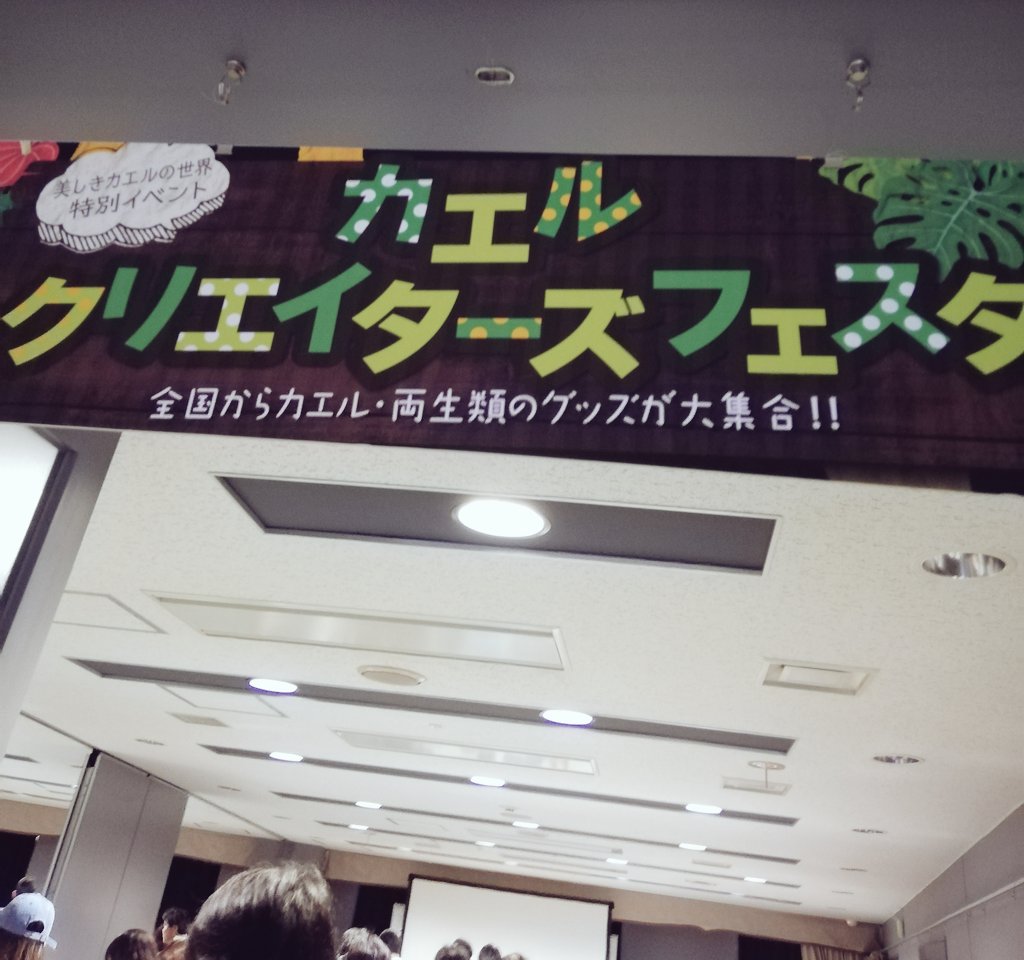 美しきカエルの世界
特別イベント
カエル
クリエイターズフェスタ
全国からカエル・両生類のグッズが大集合!!